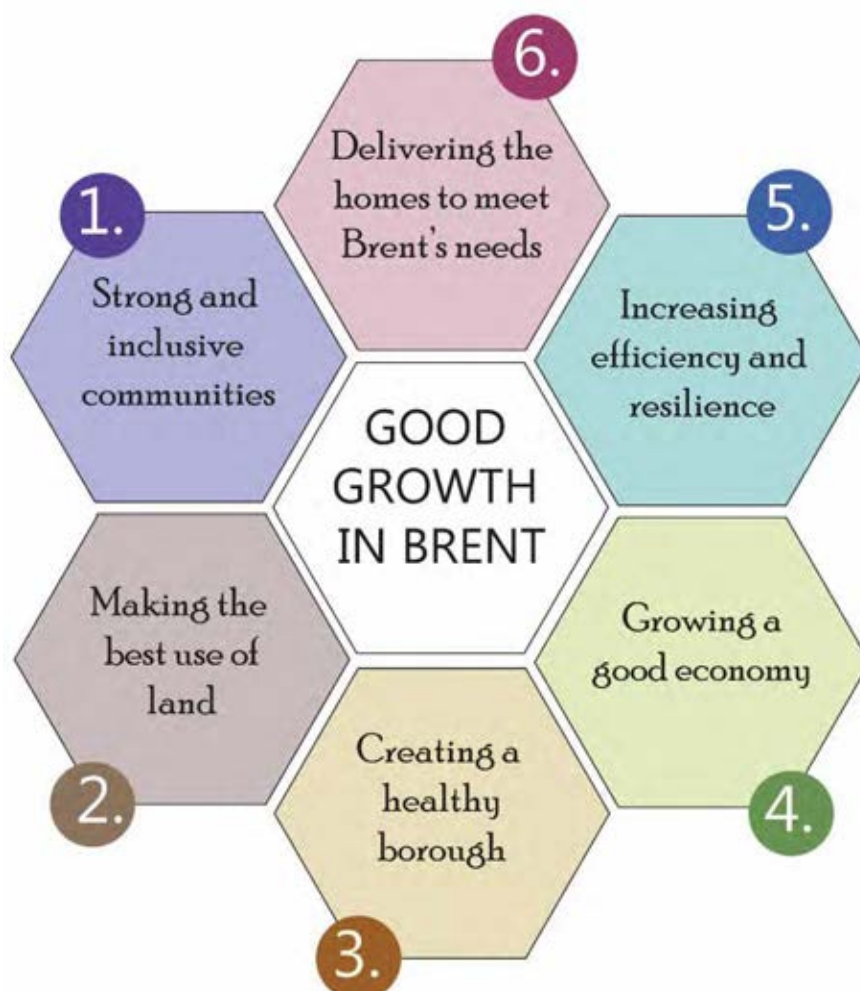 6.
Delivering the
homes to meet
Brent's needs
1.
Strong and
inclusive
communities
5.
Increasing
efficiency and
resilience
GOOD
GROWTH
IN BRENT
Making the
best use of
land
2.
Growing a
good economy
4.
Creating a
healthy
borough
3.